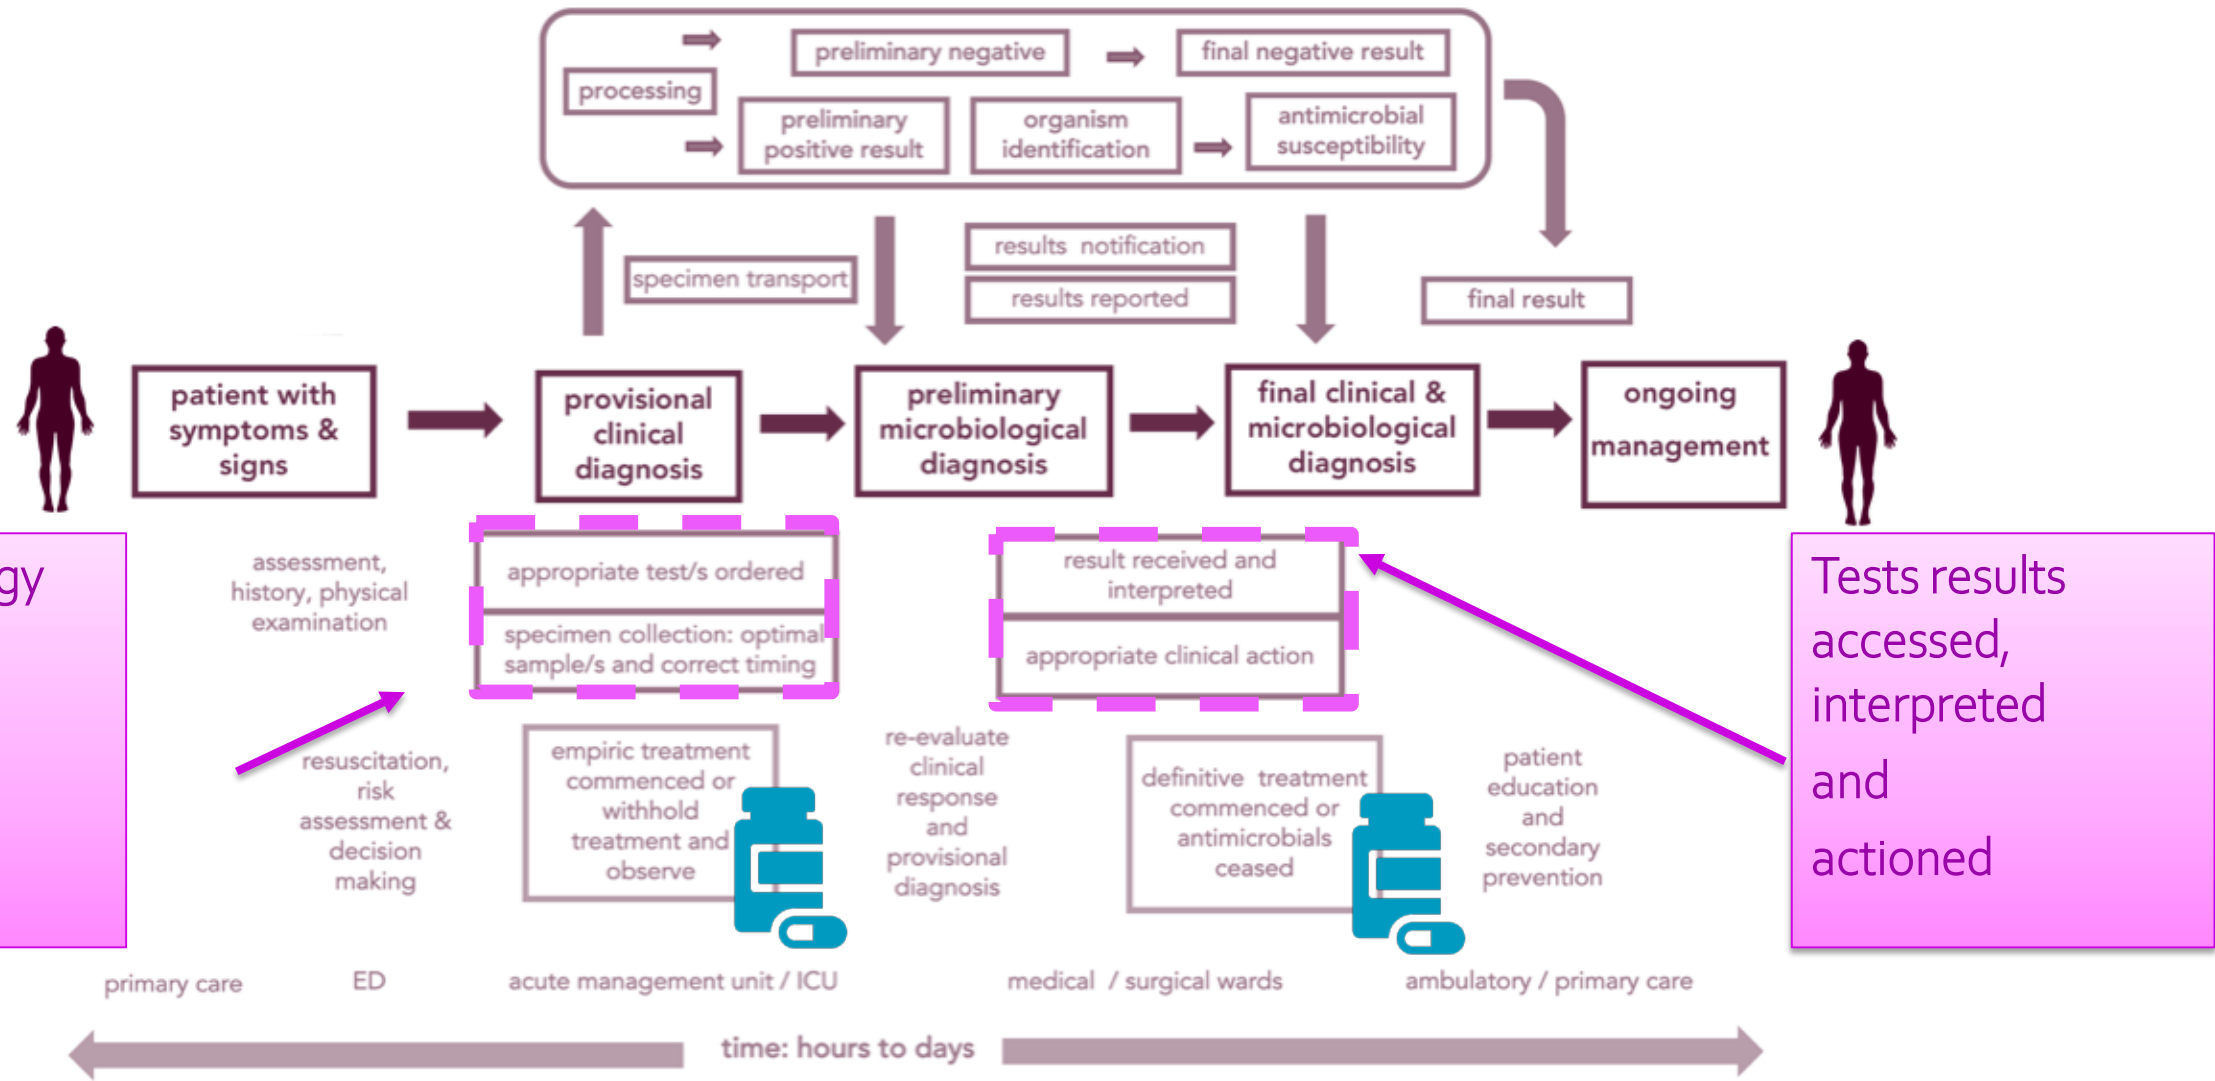 preliminary negative
final negative result
processing
preliminary
positive result
organism
identification
antimicrobial
susceptibility
specimen transport
results notification
results reported
final result
patient with
symptoms &
signs
provisional
clinical
diagnosis
preliminary
microbiological
diagnosis
final clinical &
microbiological
diagnosis
ongoing
management
gy
assessment,
history, physical
examination
appropriate test/s ordered
specimen collection: optimal
sample/s and correct timing
result received and
interpreted
appropriate clinical action
Tests results
accessed,
interpreted
and
actioned
resuscitation,
risk
assessment &
decision
making
empiric treatment
commenced or
withhold
treatment and
observe
re-evaluate
clinical
response
and
provisional
diagnosis
definitive treatment
commenced or
antimicrobials
ceased
patient
education
and
secondary
prevention
primary care
ED
acute management unit / ICU
medical / surgical wards
ambulatory / primary care
time: hours to days